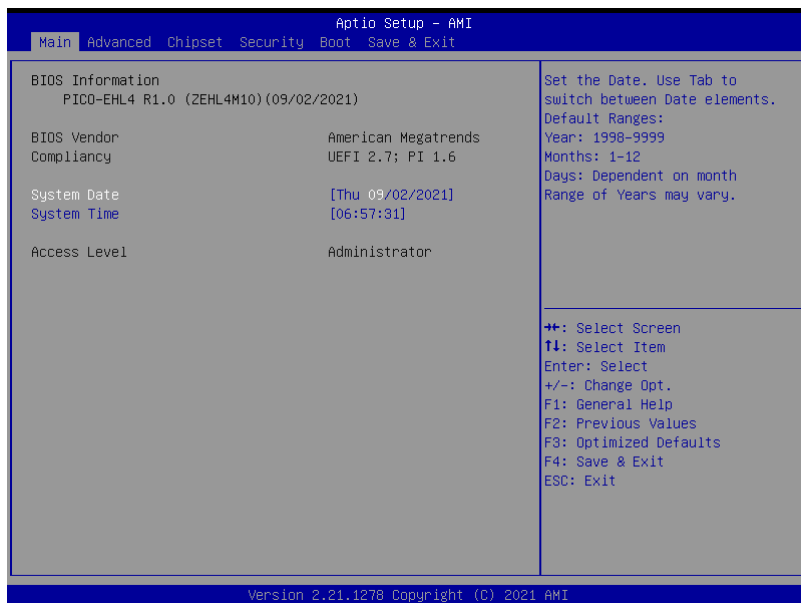 Aptio Setup – AMI
Main Advanced Chipset Security Boot Save & Exit
BIOS Information
PICO-EHL4 R1.0 (ZEHL4M10)(09/02/2021)
BIOS Vendor American Megatrends
Compliancy UEFI 2.7; PI 1.6
System Date [Thu 09/02/2021]
System Time [06:57:31]
Access Level Administrator
Set the Date. Use Tab to
switch between Date elements.
Default Ranges:
Year: 1998-9999
Months: 1-12
Days: Dependent on month
Range of Years may vary.
→←: Select Screen
↑↓: Select Item
Enter: Select
+/-: Change Opt.
F1: General Help
F2: Previous Values
F3: Optimized Defaults
F4: Save & Exit
ESC: Exit
Version 2.21.1278 Copyright (C) 2021 AMI